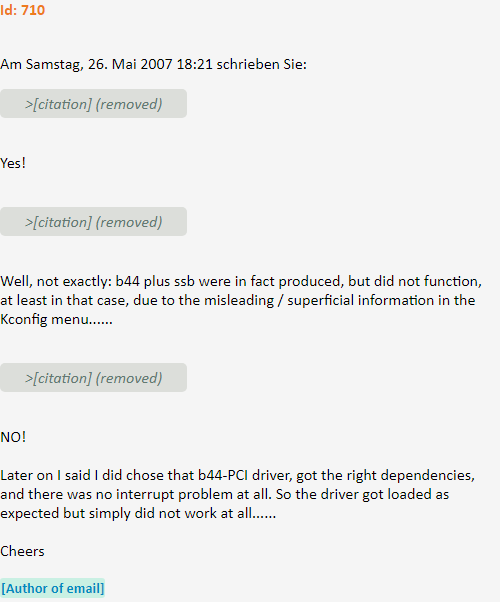 Id: 710
Am Samstag, 26. Mai 2007 18:21 schrieben Sie:
>[citation] (removed)
Yes!
>[citation] (removed)
Well, not exactly: b44 plus ssb were in fact produced, but did not function,
at least in that case, due to the misleading / superficial information in the
Kconfig menu......
>[citation] (removed)
NO!
Later on I said I did chose that b44-PCI driver, got the right dependencies,
and there was no interrupt problem at all. So the driver got loaded as
expected but simply did not work at all......
Cheers
[Author of email]